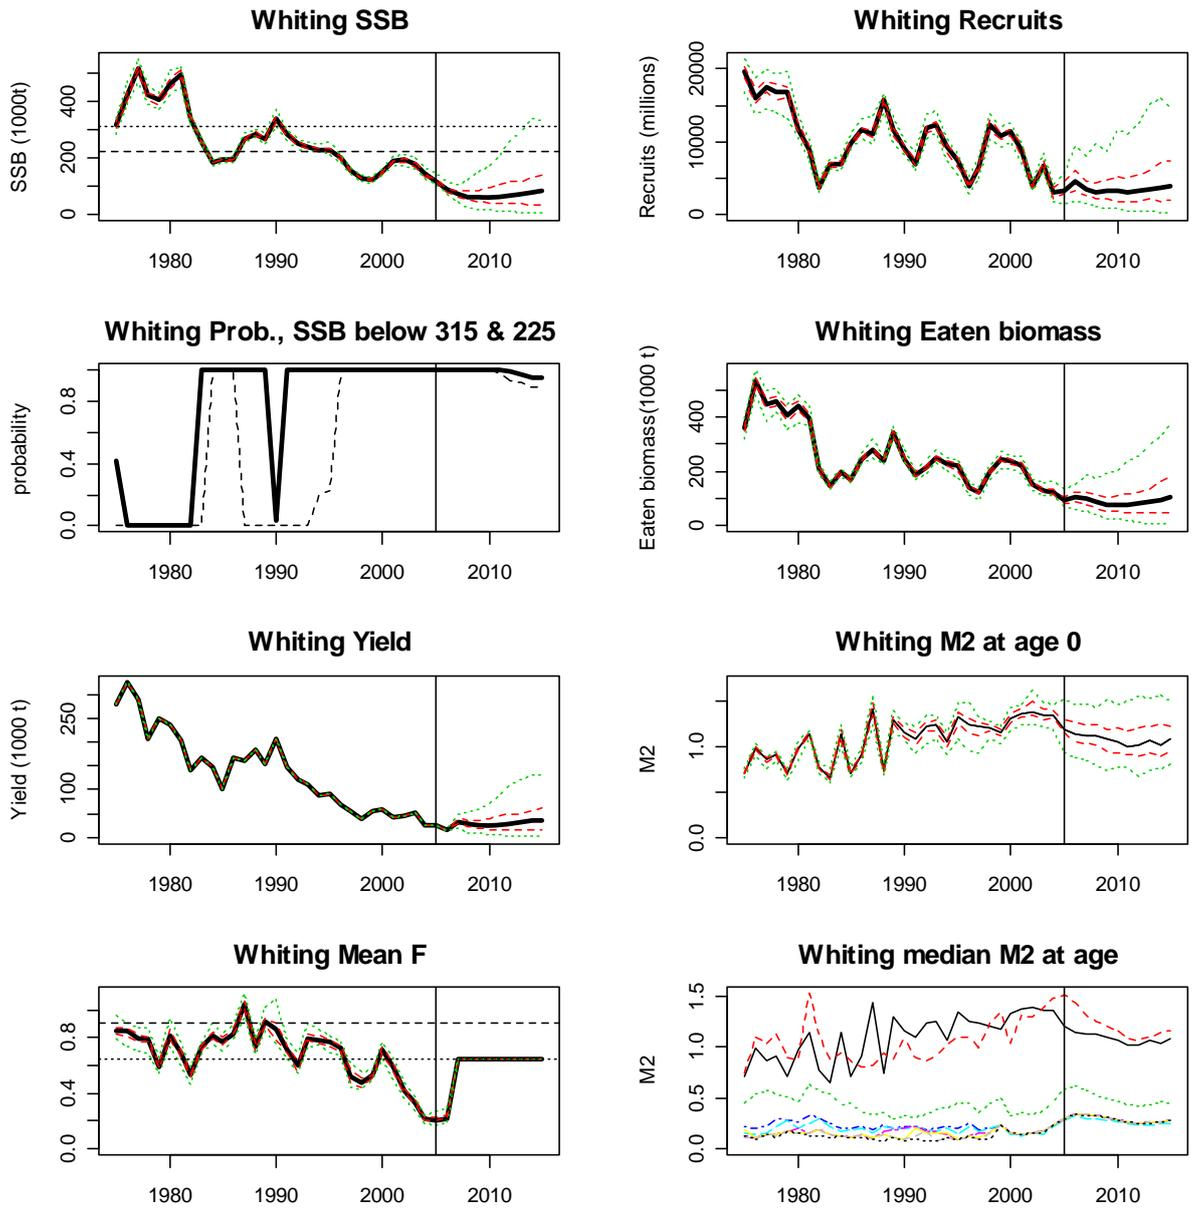 Whiting SSB
SSB (1000t)
0 200 400
1980 1990 2000 2010
Whiting Recruits
Recruits (millions)
0 10000 20000
1980 1990 2000 2010
Whiting Prob., SSB below 315 & 225
probability
0.0 0.4 0.8
1980 1990 2000 2010
Whiting Eaten biomass
Eaten biomass(1000 t)
0 200 400
1980 1990 2000 2010
Whiting Yield
Yield (1000 t)
0 100 250
1980 1990 2000 2010
Whiting M2 at age 0
M2
0.0 1.0
1980 1990 2000 2010
Whiting Mean F
0.0 0.4 0.8
1980 1990 2000 2010
Whiting median M2 at age
M2
0.0 0.5 1.0 1.5
1980 1990 2000 2010